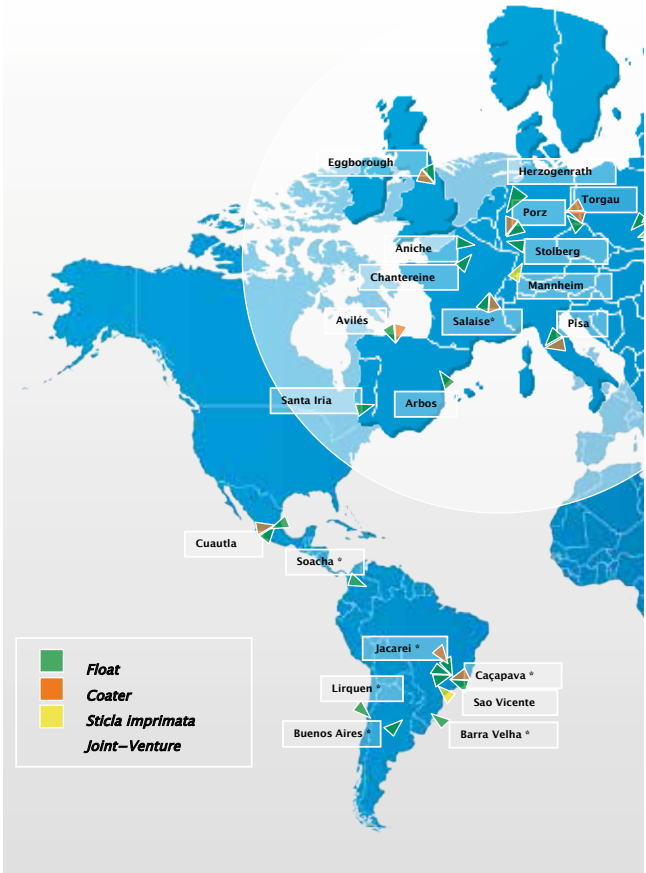 Eggborough
Herzogenrath
Torgau
Porz
Aniche
Stolberg
Chantereine
Mannheim
Avilés
Salaise*
Pisa
Santa Iria
Arbos
Cuautla
Soacha *
Jacarei *
Caçapava *
Lirquen *
Sao Vicente
Buenos Aires *
Barra Velha *
Float
Coater
Sticla Imprimata
Joint–Venture